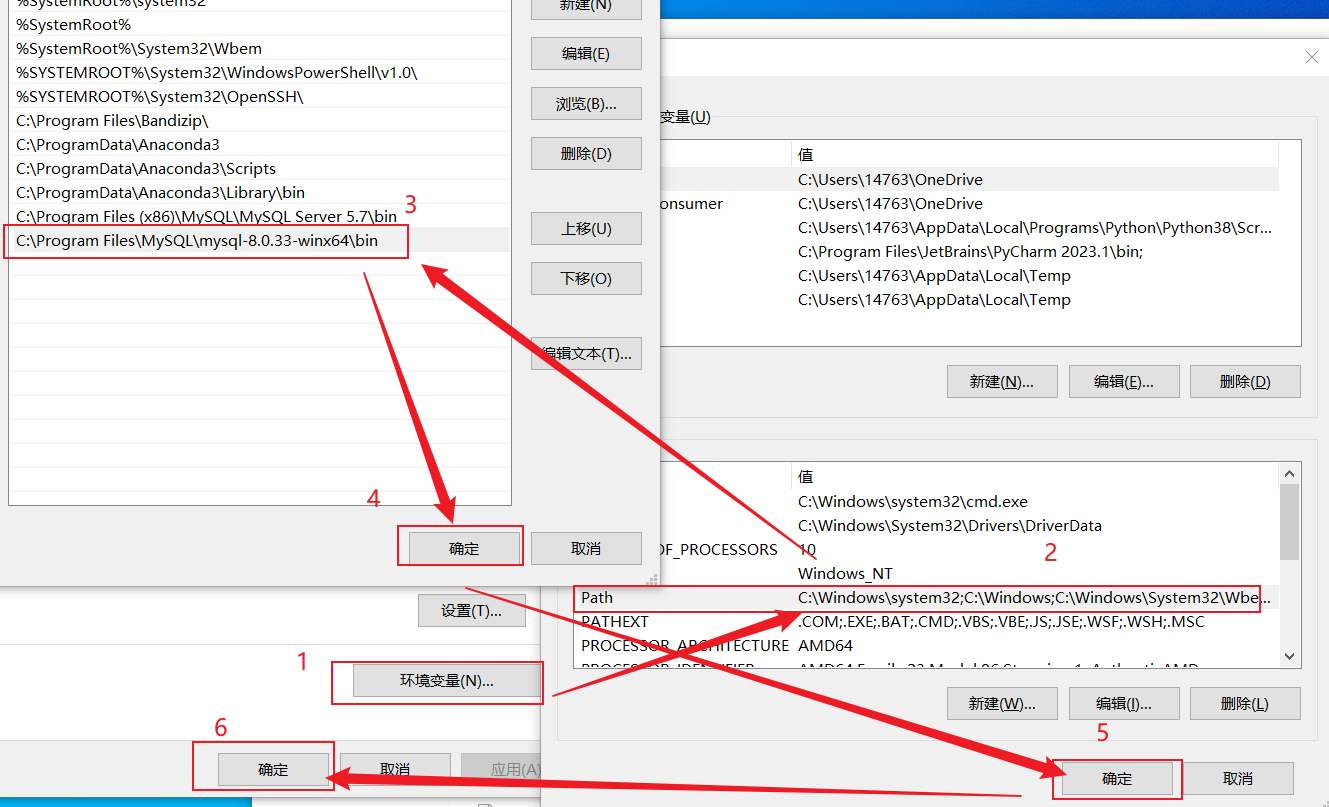 %SystemRoot%\system32
%SystemRoot%
%SystemRoot%\System32\Wbem
%SYSTEMROOT%\System32\WindowsPowerShell\v1.0\
%SYSTEMROOT%\System32\OpenSSH\
C:\Program Files\Bandizip\
C:\ProgramData\Anaconda3
C:\ProgramData\Anaconda3\Scripts
C:\ProgramData\Anaconda3\Library\bin
C:\Program Files (x86)\MySQL\MySQL Server 5.7\bin
3
C:\Program Files\MySQL\mysql-8.0.33-winx64\bin
新建(N)
编辑(E)
浏览(B)...
删除(D)
上移(U)
下移(O)
编辑文本(T)...
4
确定
取消
变量(U)
值
C:\Users\14763\OneDrive
onsumer C:\Users\14763\OneDrive
C:\Users\14763\AppData\Local\Programs\Python\Python38\Scr...
C:\Program Files\JetBrains\PyCharm 2023.1\bin;
C:\Users\14763\AppData\Local\Temp
C:\Users\14763\AppData\Local\Temp
新建(N)... 编辑(E)... 删除(D)
值
C:\Windows\system32\cmd.exe
C:\Windows\System32\Drivers\DriverData
OF_PROCESSORS 10
2
Windows_NT
Path C:\Windows\system32;C:\Windows;C:\Windows\System32\Wbe...
PATHEXT .COM;.EXE;.BAT;.CMD;.VBS;.VBE;.JS;.JSE;.WSF;.WSH;.MSC
PROCESSOR_ARCHITECTURE AMD64
新建(W)... 编辑(I)... 删除(L)
5
确定 取消
设置(T)...
1
环境变量(N)...
6
确定 取消 应用(A)